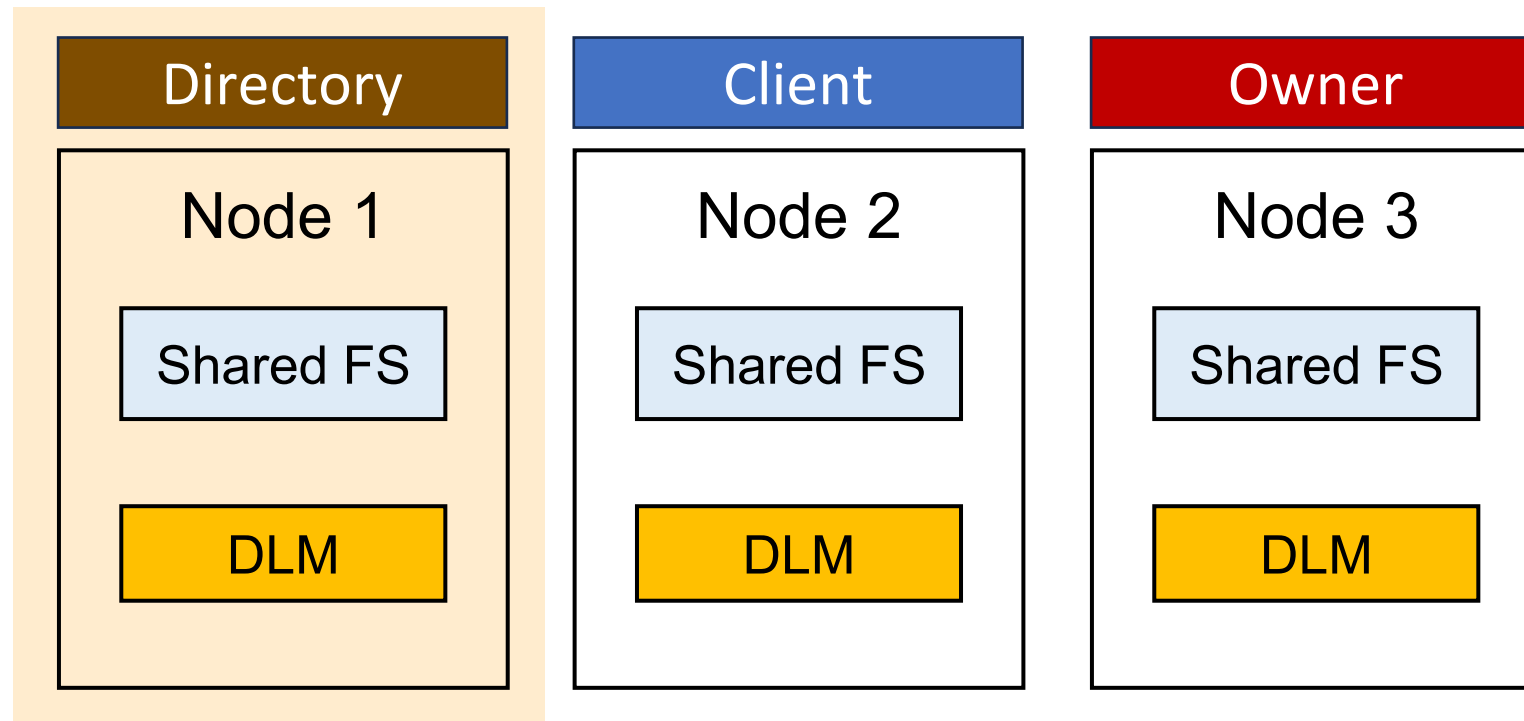 Directory
Client
Owner
Node 1
Node 2
Node 3
Shared FS
Shared FS
Shared FS
DLM
DLM
DLM